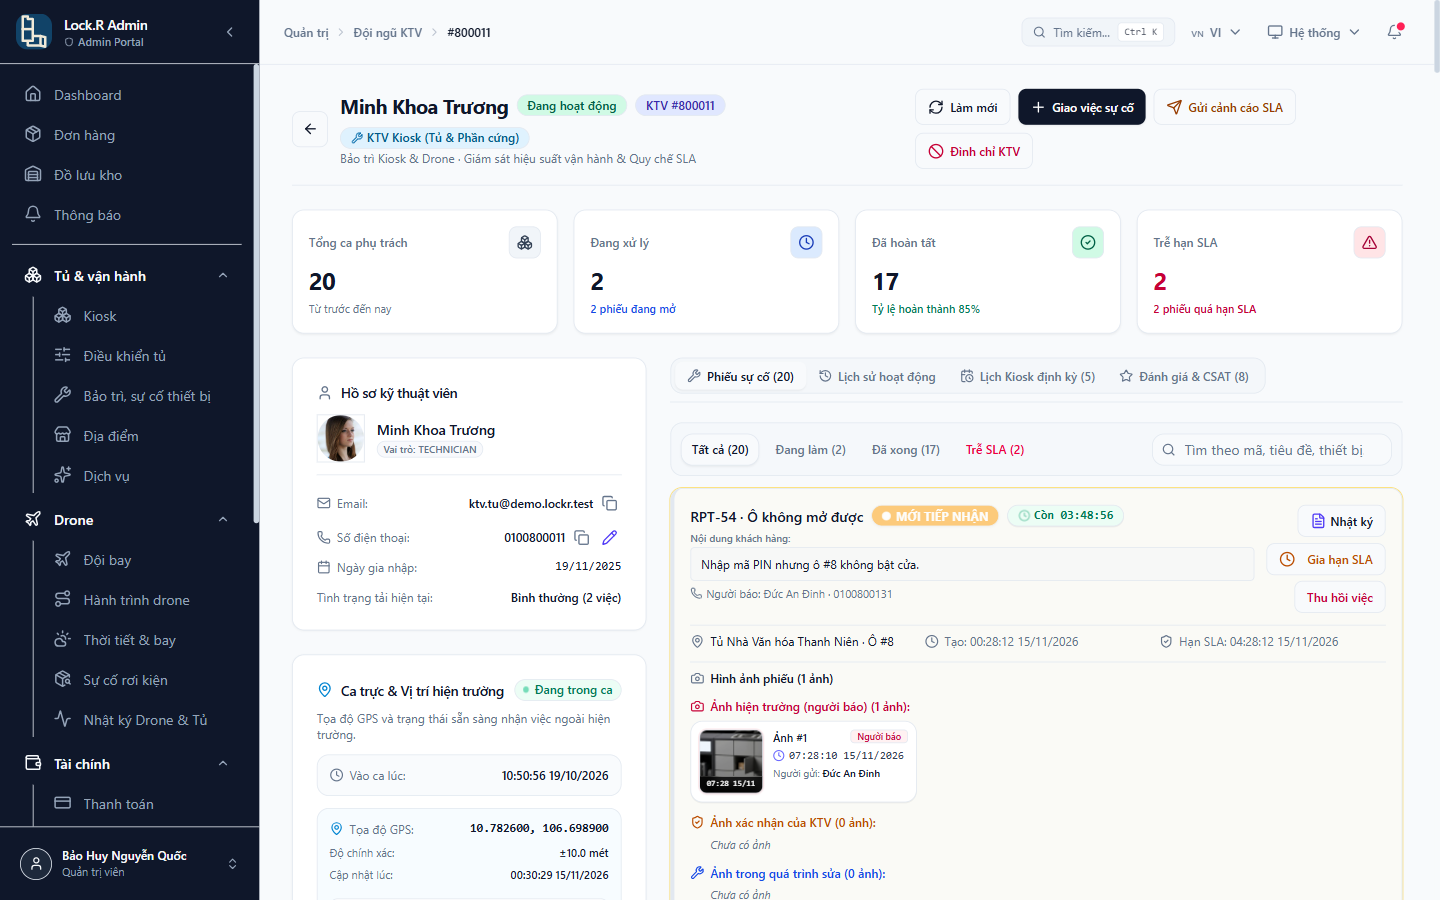 Lock.R Admin
Admin Portal
Dashboard
Đơn hàng
Đồ lưu kho
Thông báo
Tủ & vận hành
Kiosk
Điều khiển tủ
Bảo trì, sự cố thiết bị
Địa điểm
Dịch vụ
Drone
Đội bay
Hành trình drone
Thời tiết & bay
Sự cố rơi kiện
Nhật ký Drone & Tủ
Tài chính
Thanh toán
Bảo Huy Nguyễn Quốc
Quản trị viên
Quản trị
Đội ngũ KTV
#800011
Tìm kiếm...
Ctrl K
VN VI
Hệ thống
Minh Khoa Trương
Đang hoạt động
KTV #800011
KTV Kiosk (Tủ & Phần cứng)
Bảo trì Kiosk & Drone · Giám sát hiệu suất vận hành & Quy chế SLA
Làm mới
Giao việc sự cố
Gửi cảnh cáo SLA
Đình chỉ KTV
Tổng ca phụ trách
20
Từ trước đến nay
Đang xử lý
2
2 phiếu đang mở
Đã hoàn tất
17
Tỷ lệ hoàn thành 85%
Trễ hạn SLA
2
2 phiếu quá hạn SLA
Hồ sơ kỹ thuật viên
Minh Khoa Trương
Vai trò: TECHNICIAN
Email:
ktv.tu@demo.lockr.test
Số điện thoại:
0100800011
Ngày gia nhập:
19/11/2025
Tình trạng tải hiện tại:
Bình thường (2 việc)
Ca trực & Vị trí hiện trường
Đang trong ca
Tọa độ GPS và trạng thái sẵn sàng nhận việc ngoài hiện
trường.
Vào ca lúc:
10:50:56 19/10/2026
Tọa độ GPS:
10.782600, 106.698900
Độ chính xác:
±10.0 mét
Cập nhật lúc:
00:30:29 15/11/2026
Phiếu sự cố (20)
Lịch sử hoạt động
Lịch Kiosk định kỳ (5)
Đánh giá & CSAT (8)
Tất cả (20)
Đang làm (2)
Đã xong (17)
Trễ SLA (2)
Tìm theo mã, tiêu đề, thiết bị
RPT-54 · Ô không mở được
MỚI TIẾP NHẬN
Còn 03:48:56
Nội dung khách hàng:
Nhập mã PIN nhưng ô #8 không bật cửa.
Người báo: Đức An Đinh · 0100800131
Nhật ký
Gia hạn SLA
Thu hồi việc
Tủ Nhà Văn hóa Thanh Niên · Ô #8
Tạo: 00:28:12 15/11/2026
Hạn SLA: 04:28:12 15/11/2026
Hình ảnh phiếu (1 ảnh)
Ảnh hiện trường (người báo) (1 ảnh):
07:28 15/11
Ảnh #1
Người báo
07:28:10 15/11/2026
Người gửi: Đức An Đinh
Ảnh xác nhận của KTV (0 ảnh):
Chưa có ảnh
Ảnh trong quá trình sửa (0 ảnh):
Chưa có ảnh